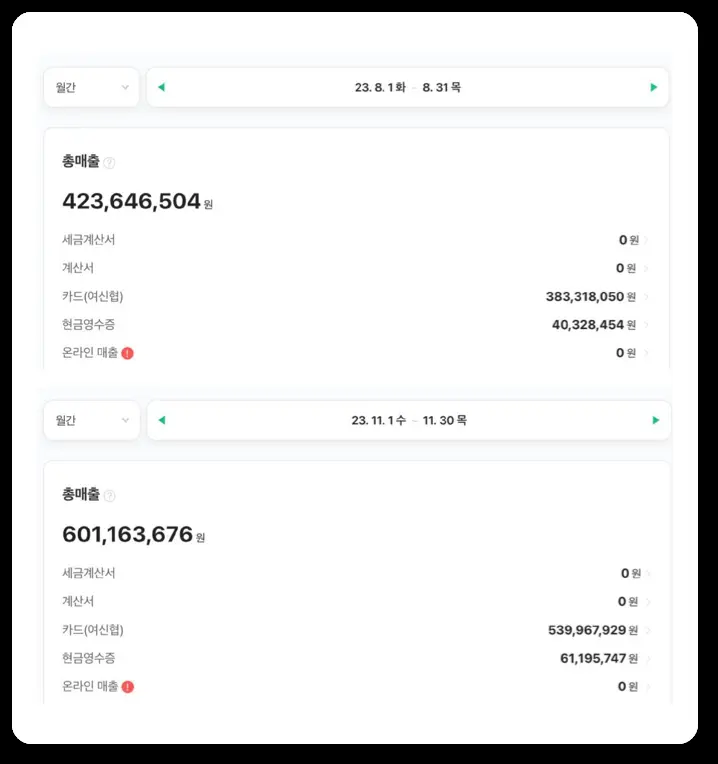 월간 23. 8. 1 화 ~ 8. 31 목
총매출 ?
423,646,504 원
세금계산서 0 원
계산서 0 원
카드(여신협) 383,318,050 원
현금영수증 40,328,454 원
온라인 매출 ! 0 원
월간 23. 11. 1 수 ~ 11. 30 목
총매출 ?
601,163,676 원
세금계산서 0 원
계산서 0 원
카드(여신협) 539,967,929 원
현금영수증 61,195,747 원
온라인 매출 ! 0 원